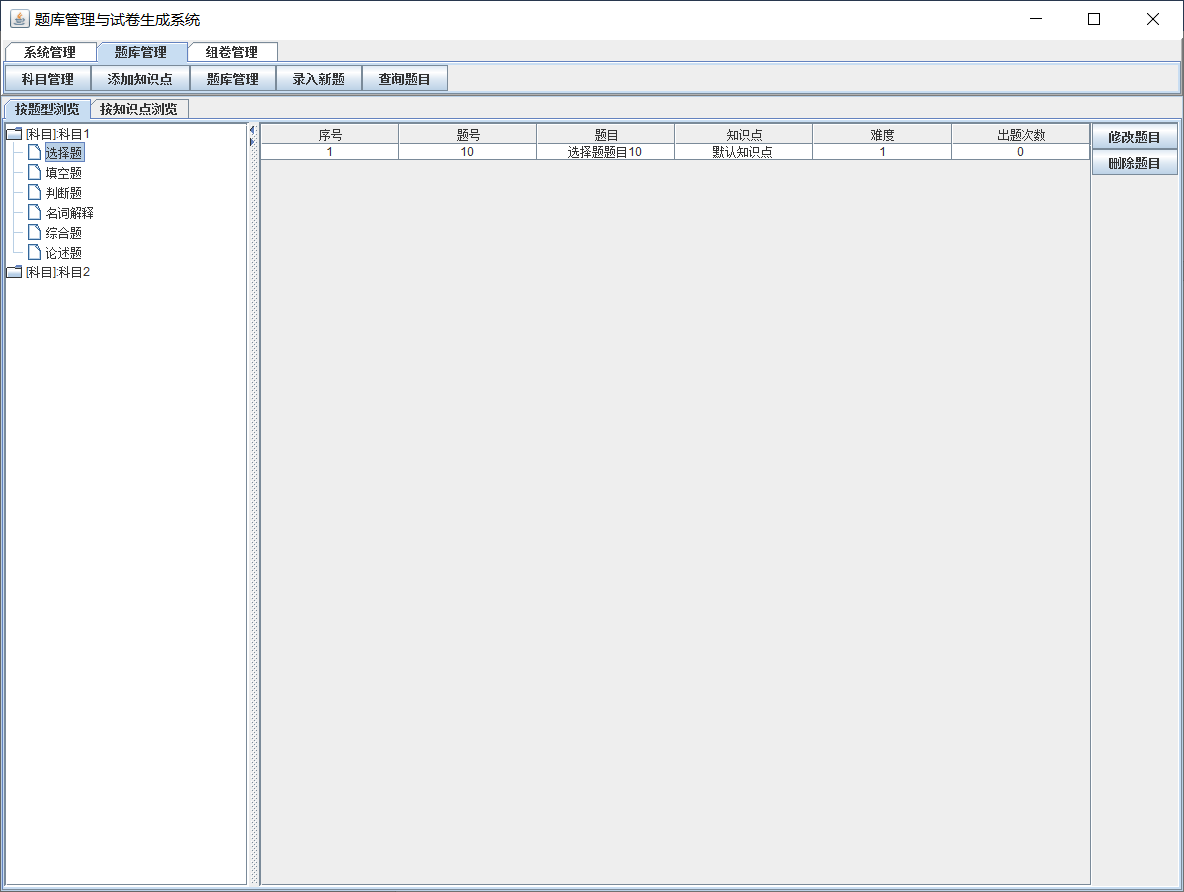 题库管理与试卷生成系统
系统管理 题库管理 组卷管理
科目管理 添加知识点 题库管理 录入新题 查询题目
按题型浏览 按知识点浏览
[科目]:科目1
选择题
填空题
判断题
名词解释
综合题
论述题
[科目]:科目2
序号 题号 题目 知识点 难度 出题次数
1 10 选择题题目10 默认知识点 1 0
修改题目
删除题目